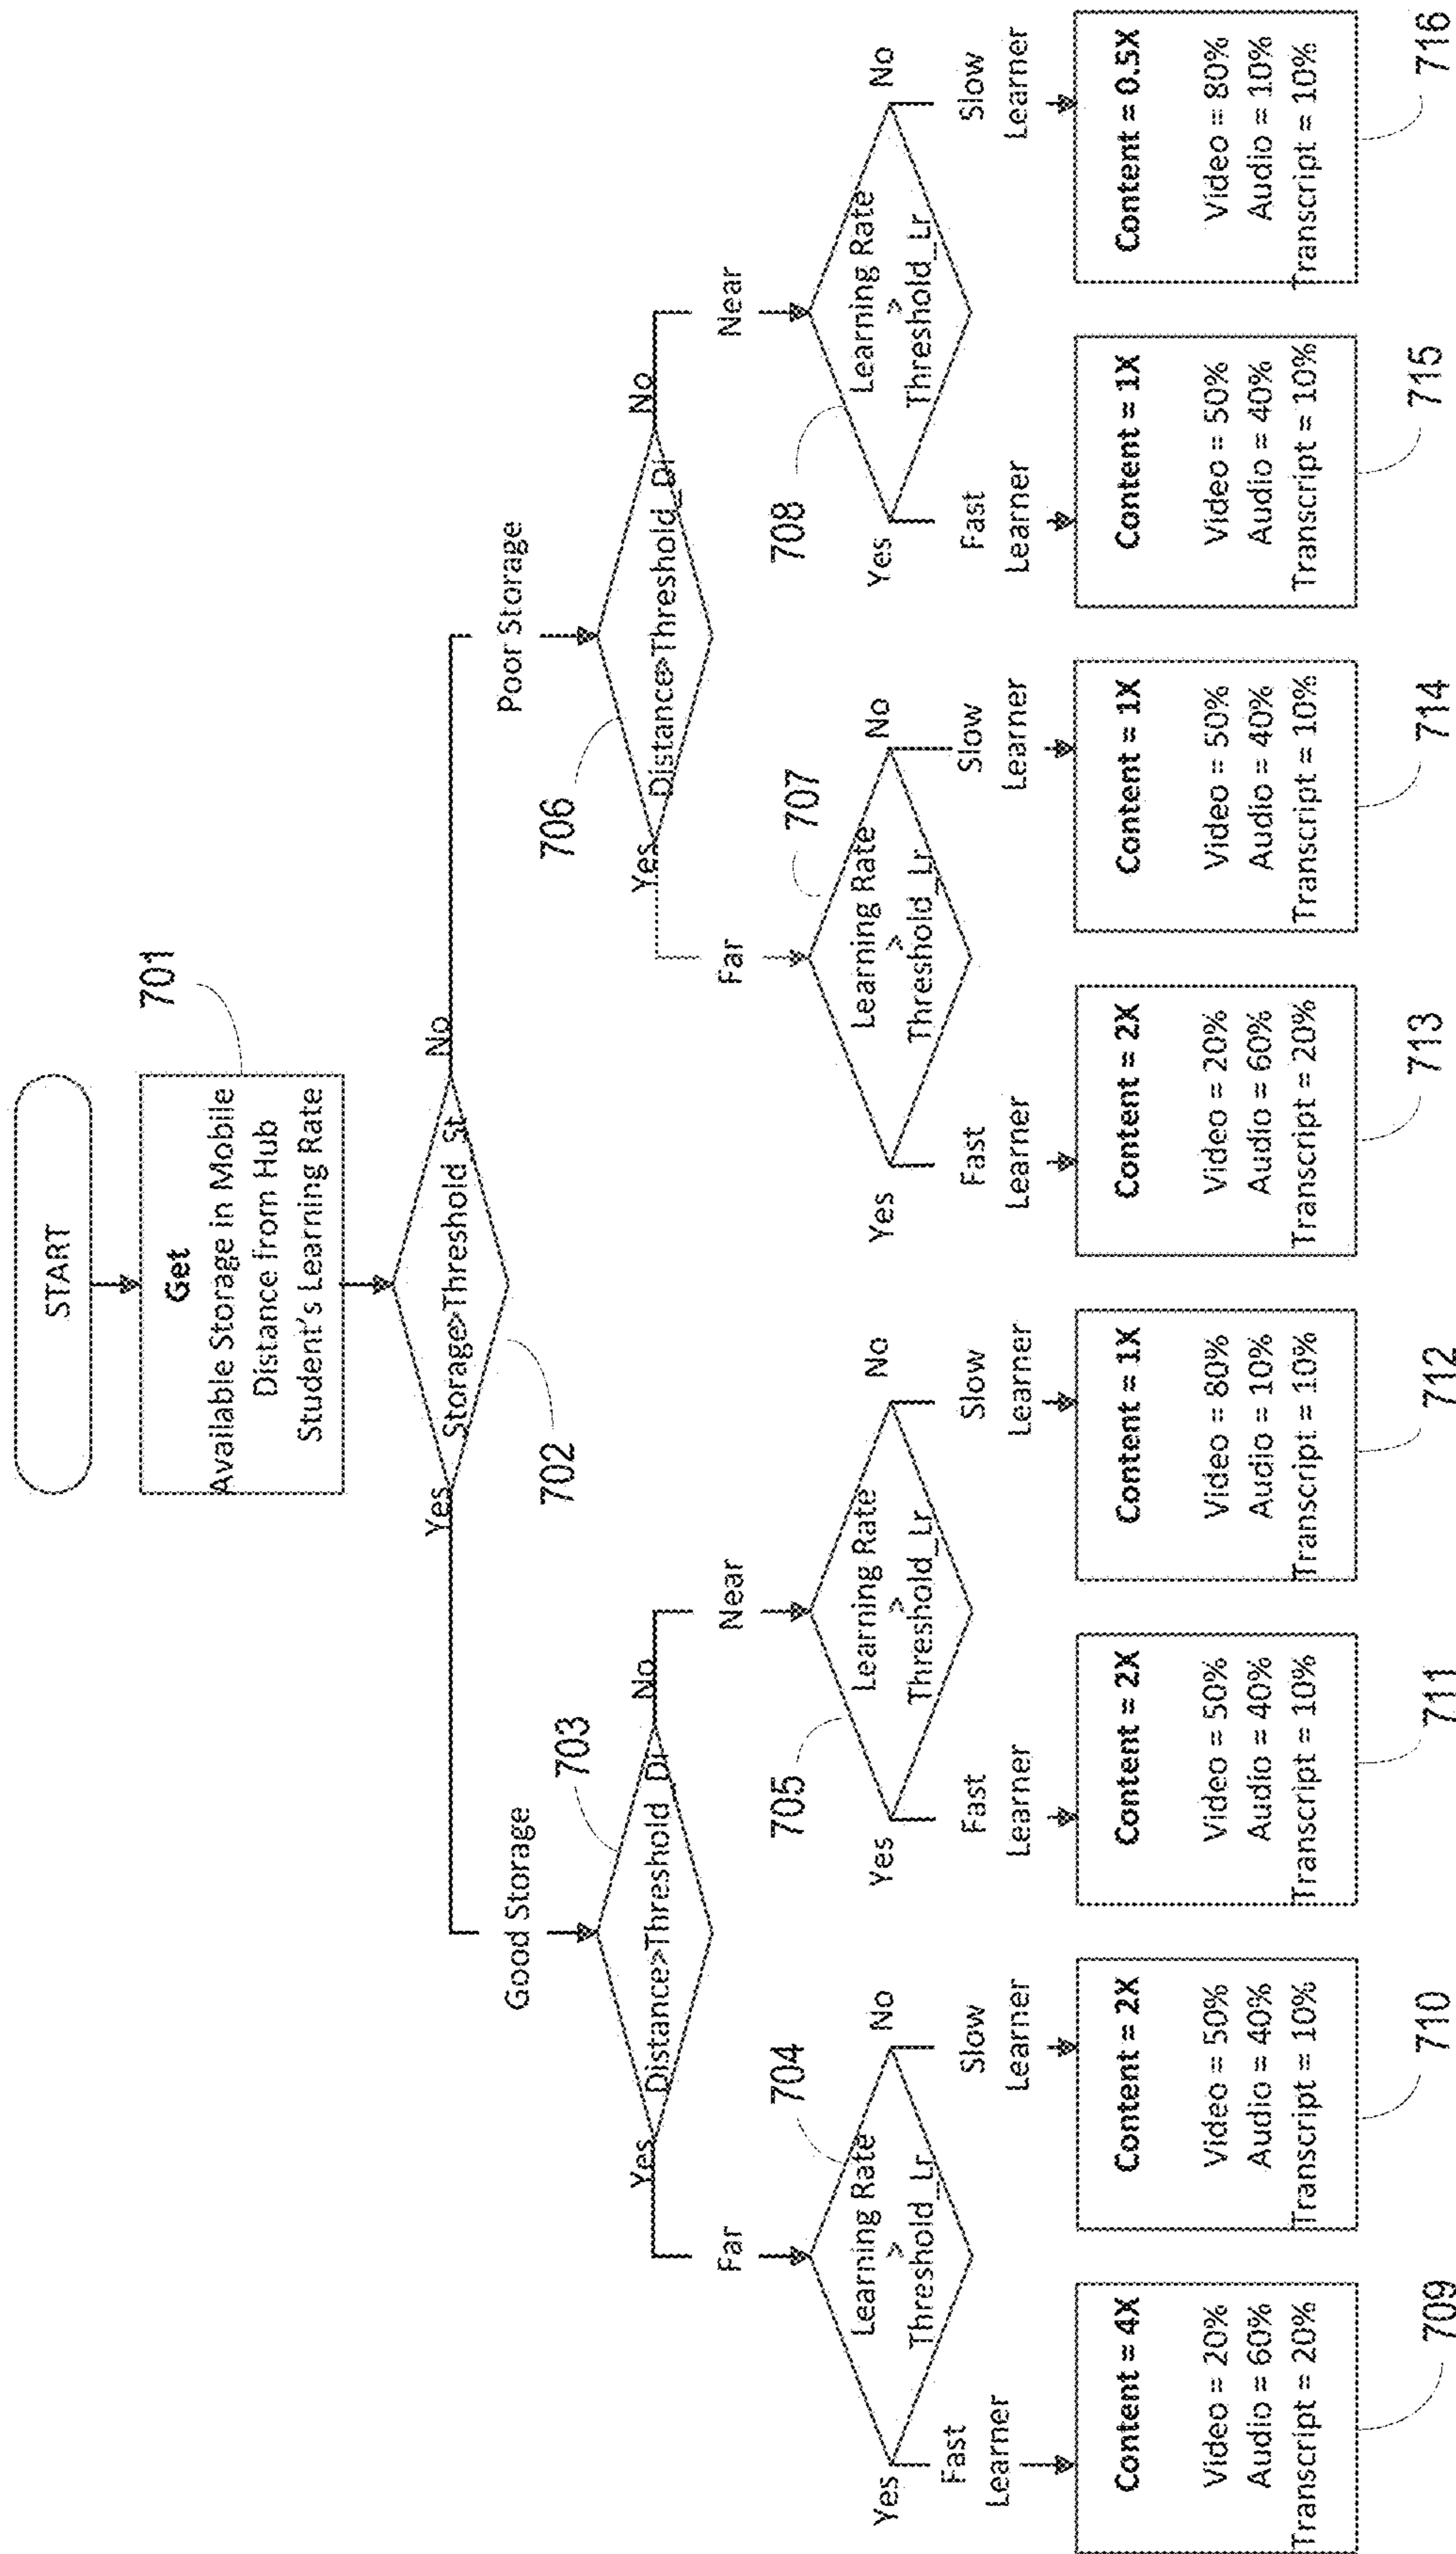 START
701
Get
Available Storage in Mobile
Distance from Hub
Student's Learning Rate
Yes
Storage>Threshold_St
No
702
Good Storage
Poor Storage
703
Yes
Distance>Threshold_Di
No
706
Yes
Distance>Threshold_Di
No
Far
Near
Far
Near
704
Learning Rate
>
Threshold_Lr
Yes
No
705
Learning Rate
>
Threshold_Lr
Yes
No
707
Learning Rate
>
Threshold_Lr
Yes
No
708
Learning Rate
>
Threshold_Lr
Yes
No
Fast
Learner
Slow
Learner
Fast
Learner
Slow
Learner
Fast
Learner
Slow
Learner
Fast
Learner
Slow
Learner
Content = 4X
Video = 20%
Audio = 60%
Transcript = 20%
709
Content = 2X
Video = 50%
Audio = 40%
Transcript = 10%
710
Content = 2X
Video = 50%
Audio = 40%
Transcript = 10%
711
Content = 1X
Video = 80%
Audio = 10%
Transcript = 10%
712
Content = 2X
Video = 20%
Audio = 60%
Transcript = 20%
713
Content = 1X
Video = 50%
Audio = 40%
Transcript = 10%
714
Content = 1X
Video = 50%
Audio = 40%
Transcript = 10%
715
Content = 0.5X
Video = 80%
Audio = 10%
Transcript = 10%
716